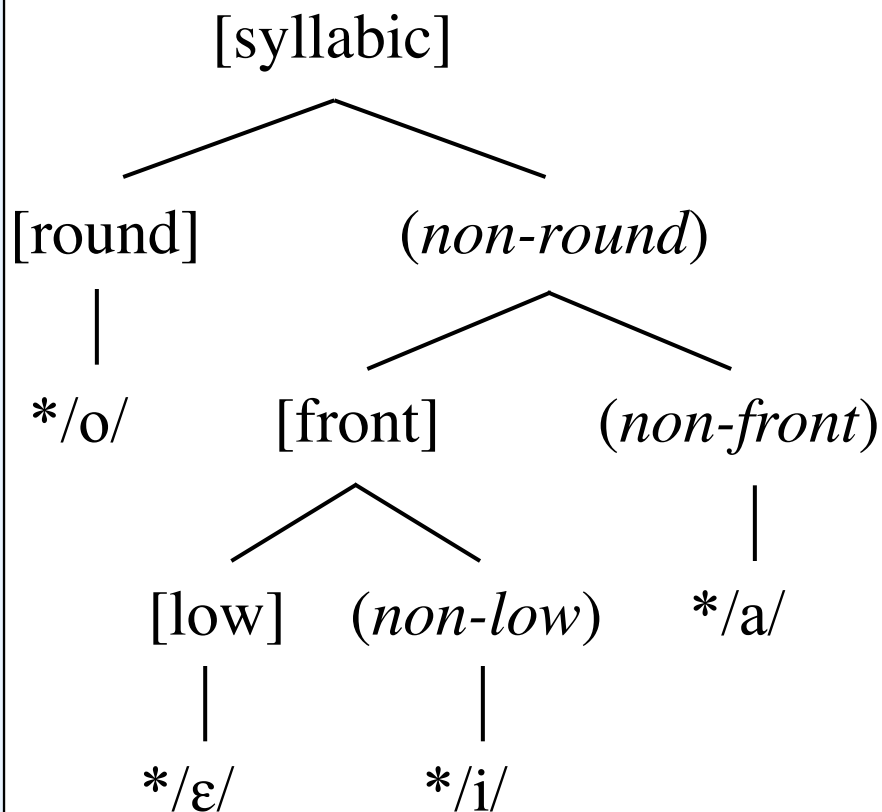 [syllabic]
[round] (non-round)
*/o/ [front] (non-front)
[low] (non-low) */a/
*/ɛ/ */i/